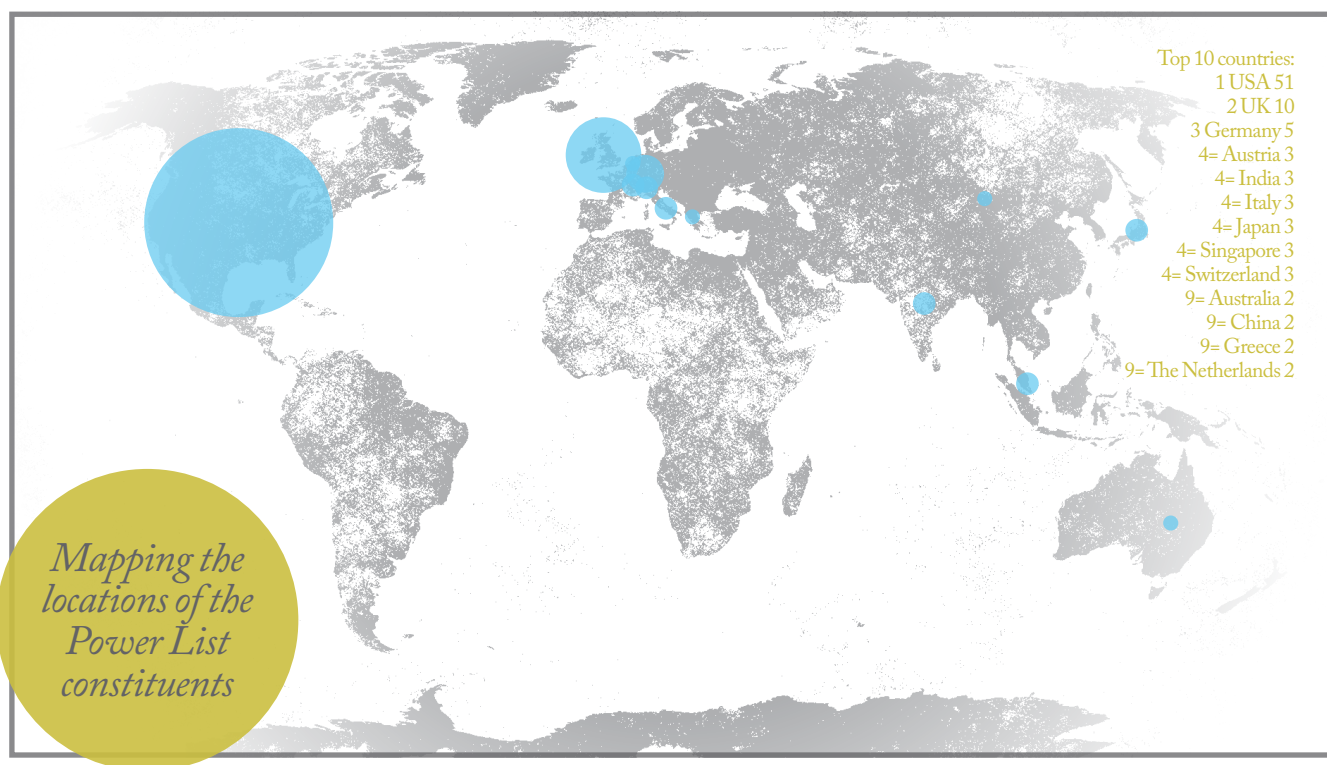 Top 10 countries:
1 USA 51
2 UK 10
3 Germany 5
4= Austria 3
4= India 3
4= Italy 3
4= Japan 3
4= Singapore 3
4= Switzerland 3
9= Australia 2
9= China 2
9= Greece 2
9= The Netherlands 2
Mapping the
locations of the
Power List
constituents